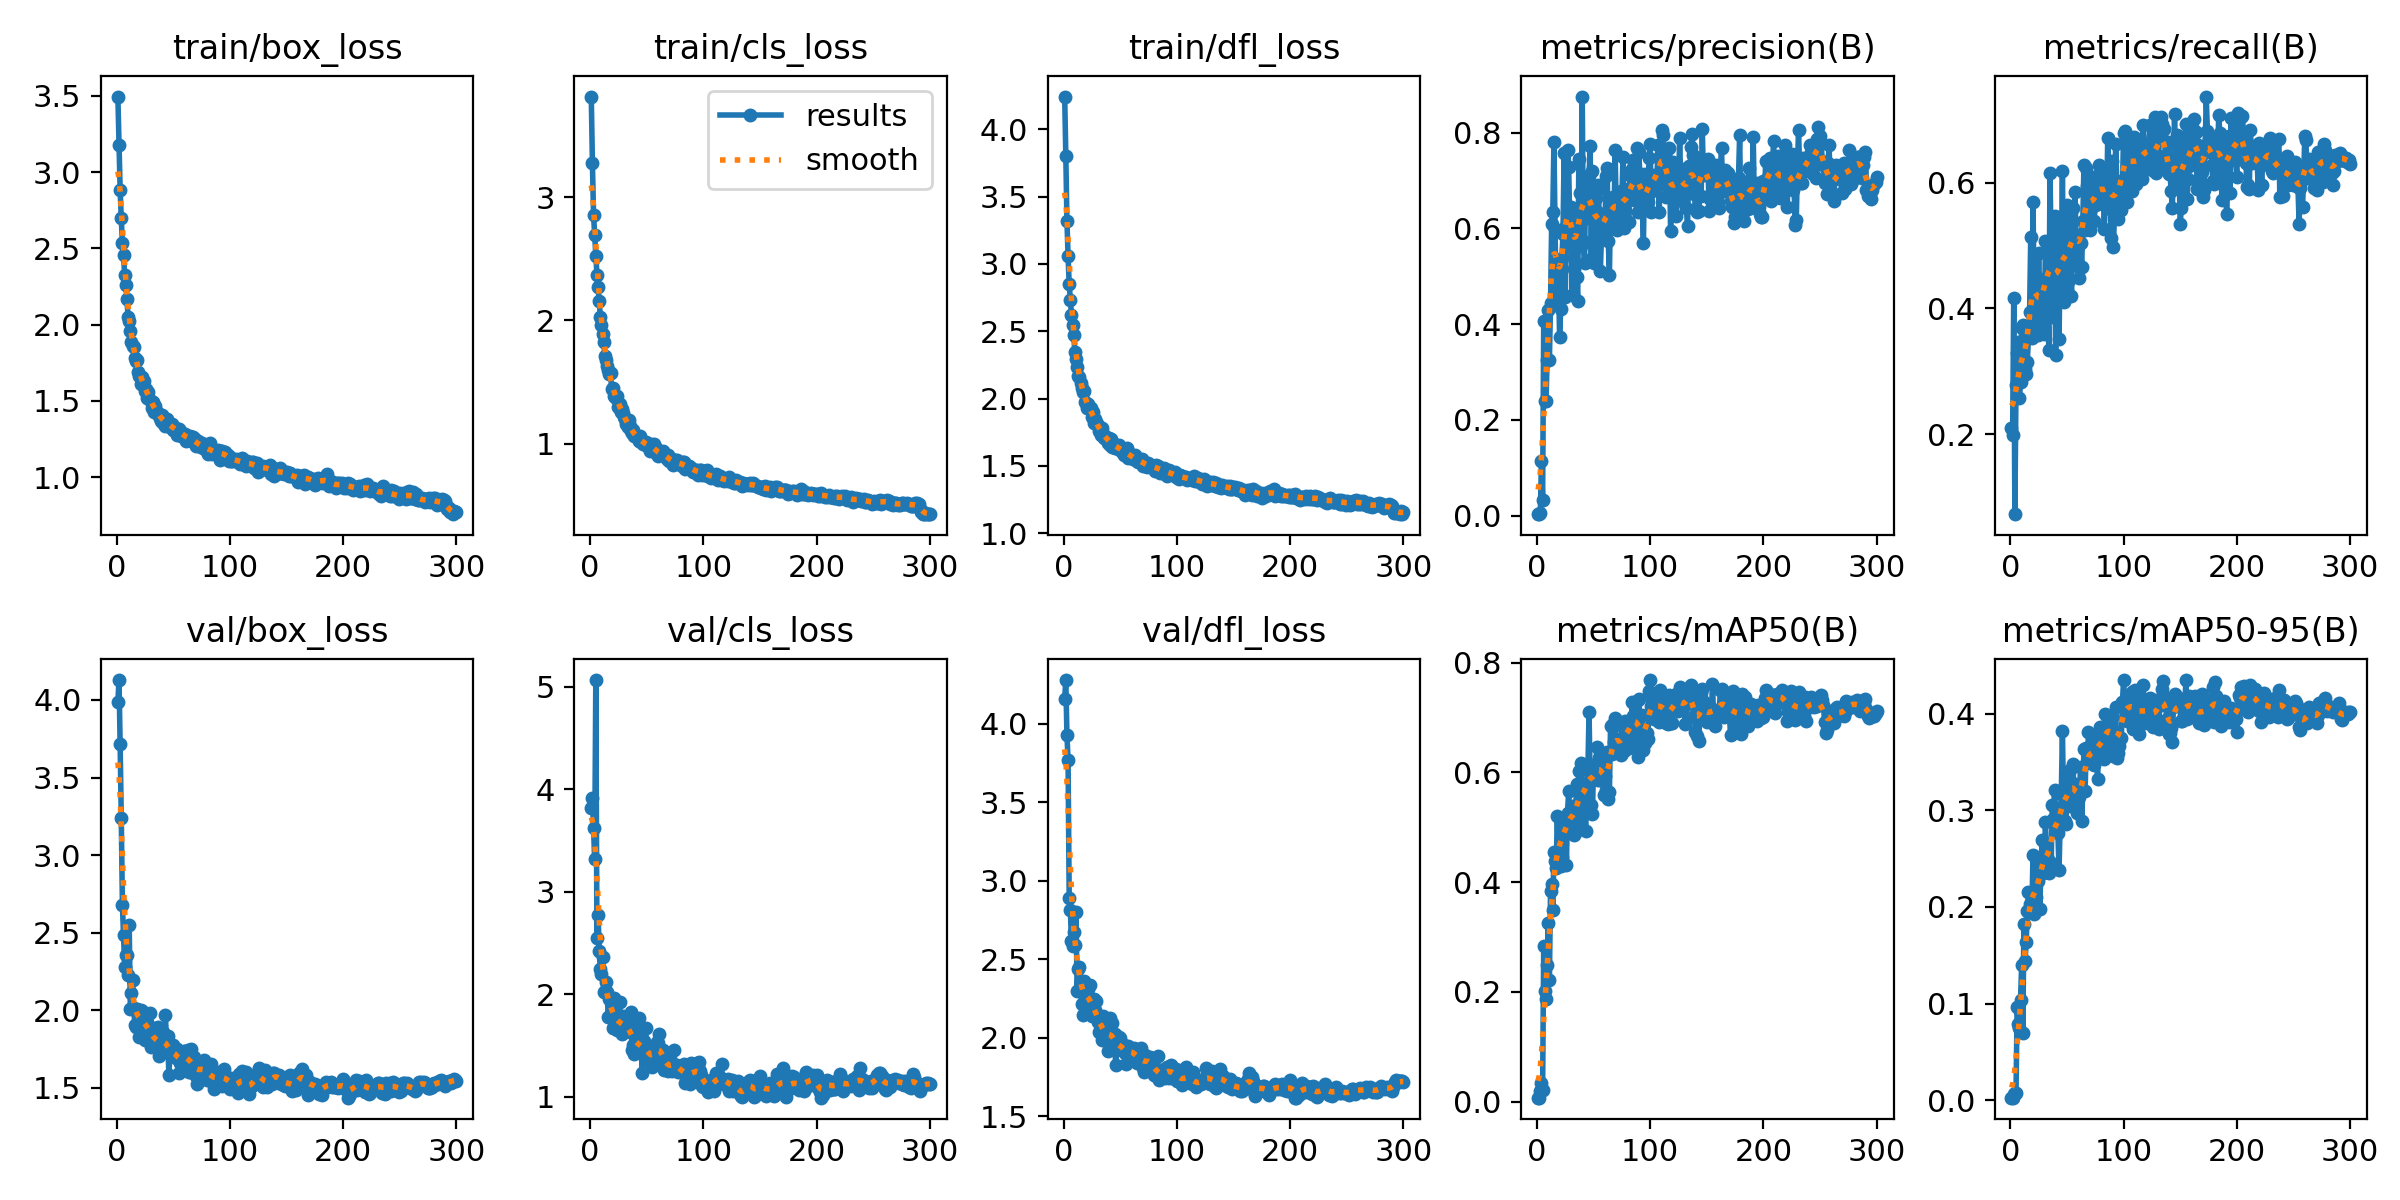 train/box_loss
3.5
3.0
2.5
2.0
1.5
1.0
0 100 200 300
train/cls_loss
results
smooth
3
2
1
0 100 200 300
train/dfl_loss
4.0
3.5
3.0
2.5
2.0
1.5
1.0
0 100 200 300
metrics/precision(B)
0.8
0.6
0.4
0.2
0.0
0 100 200 300
metrics/recall(B)
0.6
0.4
0.2
0 100 200 300
val/box_loss
4.0
3.5
3.0
2.5
2.0
1.5
0 100 200 300
val/cls_loss
5
4
3
2
1
0 100 200 300
val/dfl_loss
4.0
3.5
3.0
2.5
2.0
1.5
0 100 200 300
metrics/mAP50(B)
0.8
0.6
0.4
0.2
0.0
0 100 200 300
metrics/mAP50-95(B)
0.4
0.3
0.2
0.1
0.0
0 100 200 300